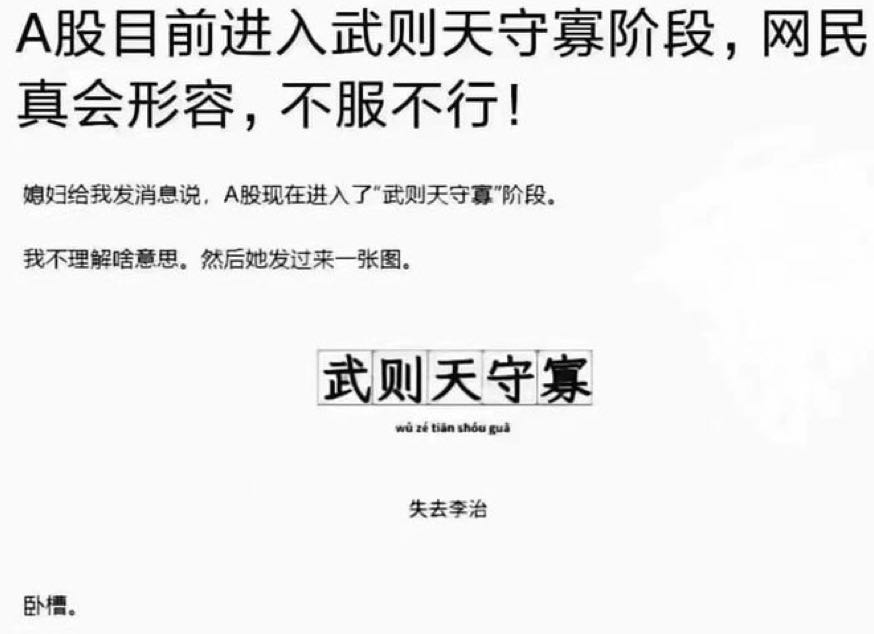 A股目前进入武则天守寡阶段，网民
真会形容，不服不行！
媳妇给我发消息说，A股现在进入了“武则天守寡”阶段。
我不理解啥意思。然后她发过来一张图。
武则天守寡
wǔ zé tiān shǒu guǎ
失去李治
卧槽。